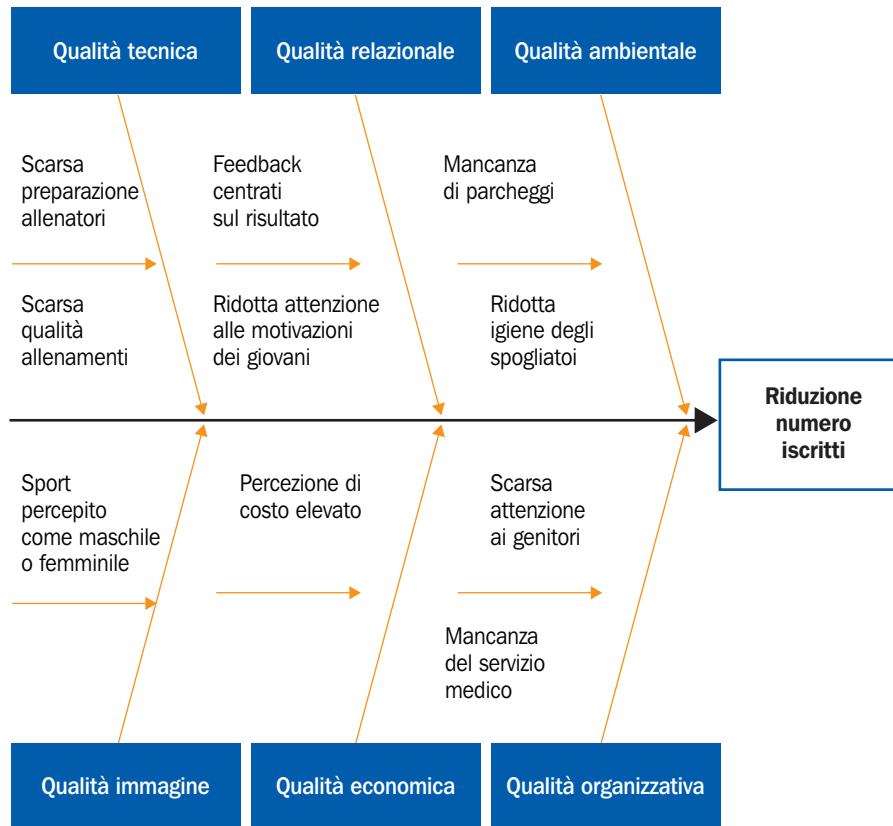 Qualità tecnica
Qualità relazionale
Qualità ambientale
Scarsa
preparazione
allenatori
Feedback
centrati
sul risultato
Mancanza
di parcheggi
Scarsa
qualità
allenamenti
Ridotta attenzione
alle motivazioni
dei giovani
Ridotta
igiene degli
spogliatoi
Riduzione
numero
iscritti
Sport
percepito
come maschile
o femminile
Percezione di
costo elevato
Scarsa
attenzione
ai genitori
Mancanza
del servizio
medico
Qualità immagine
Qualità economica
Qualità organizzativa